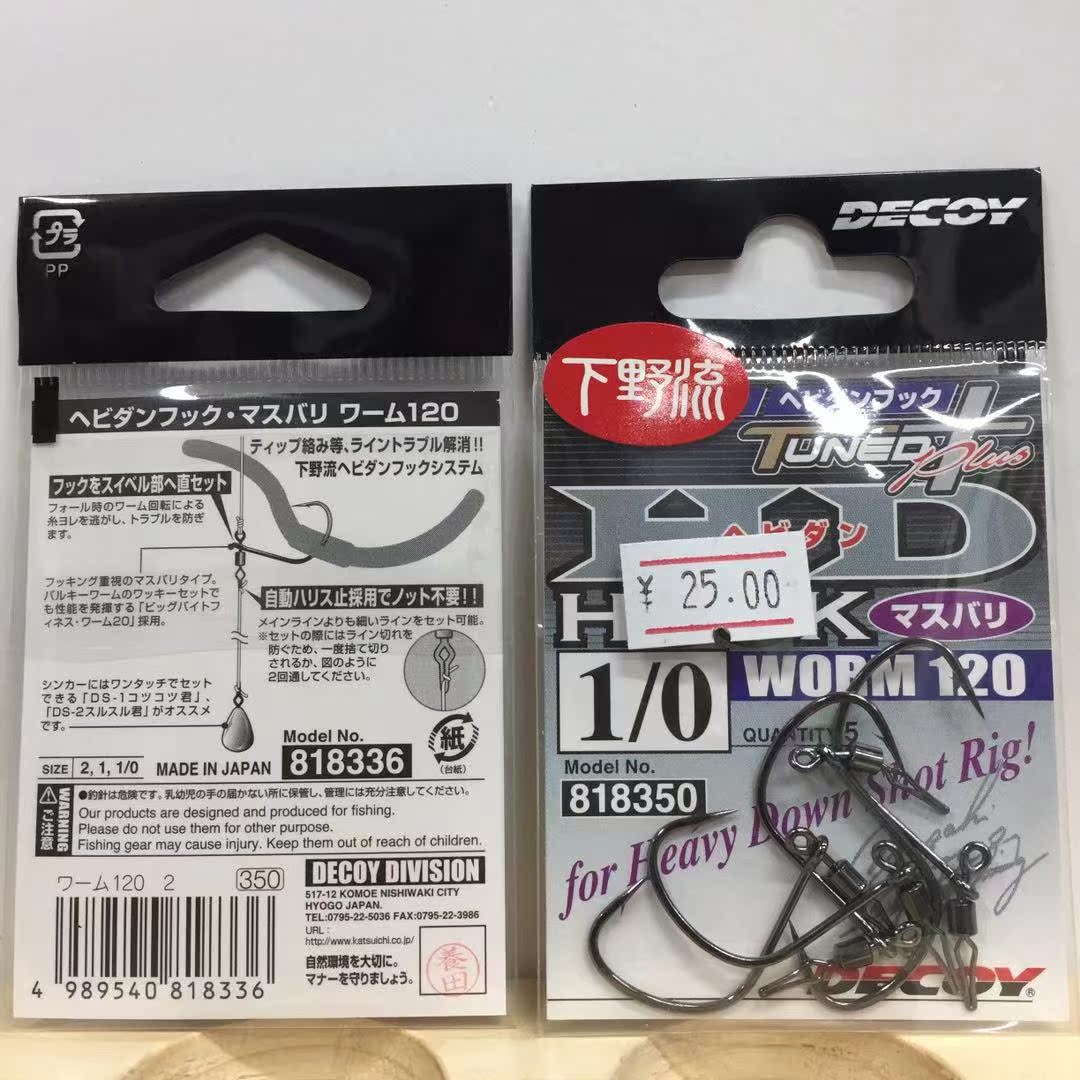 プラ
PP
ヘビダンフック・マスバリ ワーム120
ティップ絡み等、ライントラブル解消!!
下野流ヘビダンフックシステム
フックをスイベル部へ直セット
フォール時のワーム回転による
糸ヨレを逃がし、トラブルを防ぎ
ます。
フッキング重視のマスバリタイプ。
バルキーワームのワッキーセットで
も性能を発揮する「ビッグバイトフ
ィネス・ワーム20」採用。
自動ハリス止採用でノット不要!!
メインラインよりも細いラインをセット可能。
※セットの際にはライン切れを
防ぐため、一度捨て切り
されるか、図のように
2回通してください。
シンカーにはワンタッチでセット
できる「DS-1コツコツ君」、
「DS-2スルスル君」がオススメ
です。
紙
(台紙)
Model No.
818336
SIZE 2, 1, 1/0 MADE IN JAPAN
WARNING
ご注意
●釣針は危険です。乳幼児の手の届かない所に保管し、管理には充分注意してください。
Our products are designed and produced for fishing.
Please do not use them for other purpose.
Fishing gear may cause injury. Keep them out of reach of children.
ワーム120 2 350
4 989540 818336
DECOY DIVISION
517-12 KOMOE NISHIWAKI CITY
HYOGO JAPAN.
TEL:0795-22-5036 FAX:0795-22-3986
URL :
http://www.katsuichi.co.jp/
自然環境を大切に。
マナーを守りましょう。
養田
DECOY
下野流
ヘビダンフック
TUNED Plus
HD
ヘビダン
¥ 25.00
マスバリ
1/0
WORM 120
QUANTITY 5
Model No.
818350
for Heavy Down Shot Rig!
DECOY®